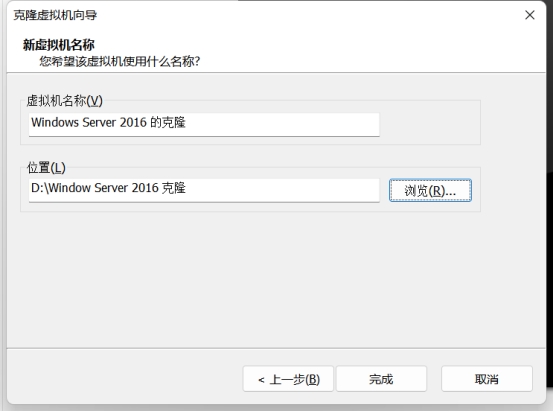 克隆虚拟机向导
新虚拟机名称
您希望该虚拟机使用什么名称?
虚拟机名称(V)
Windows Server 2016 的克隆
位置(L)
D:\Window Server 2016 克隆
浏览(R)...
< 上一步(B)
完成
取消